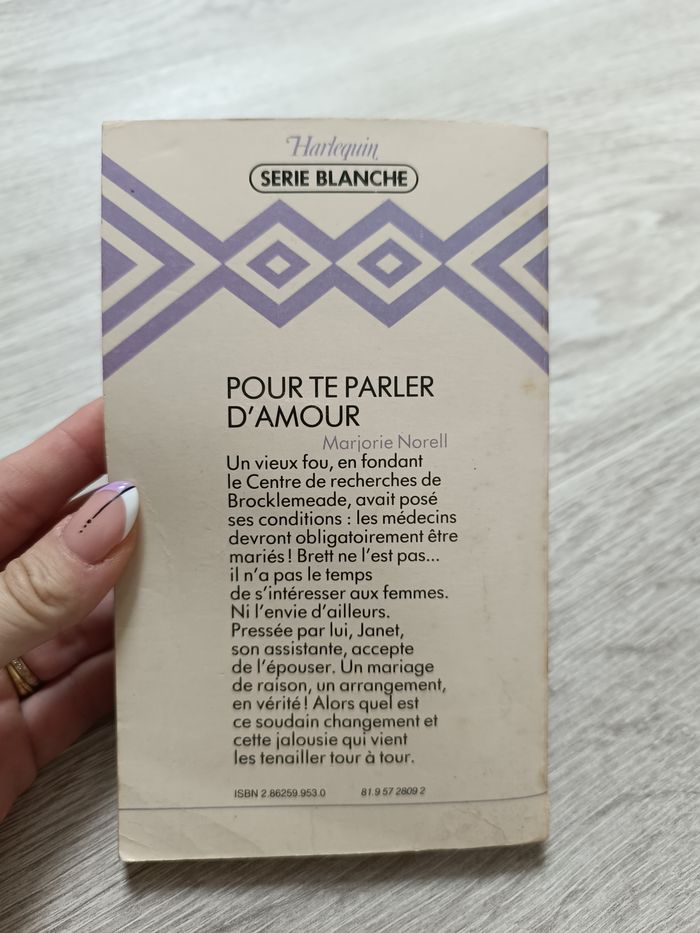 Harlequin
SERIE BLANCHE
POUR TE PARLER
D'AMOUR
Marjorie Norell
Un vieux fou, en fondant
le Centre de recherches de
Brocklemeade, avait posé
ses conditions : les médecins
devront obligatoirement être
mariés ! Brett ne l'est pas...
il n'a pas le temps
de s'intéresser aux femmes.
Ni l'envie d'ailleurs.
Pressée par lui, Janet,
son assistante, accepte
de l'épouser. Un mariage
de raison, un arrangement,
en vérité ! Alors quel est
ce soudain changement et
cette jalousie qui vient
les tenailler tour à tour.
ISBN 2.86259.953.0 81.9 57 2809 2